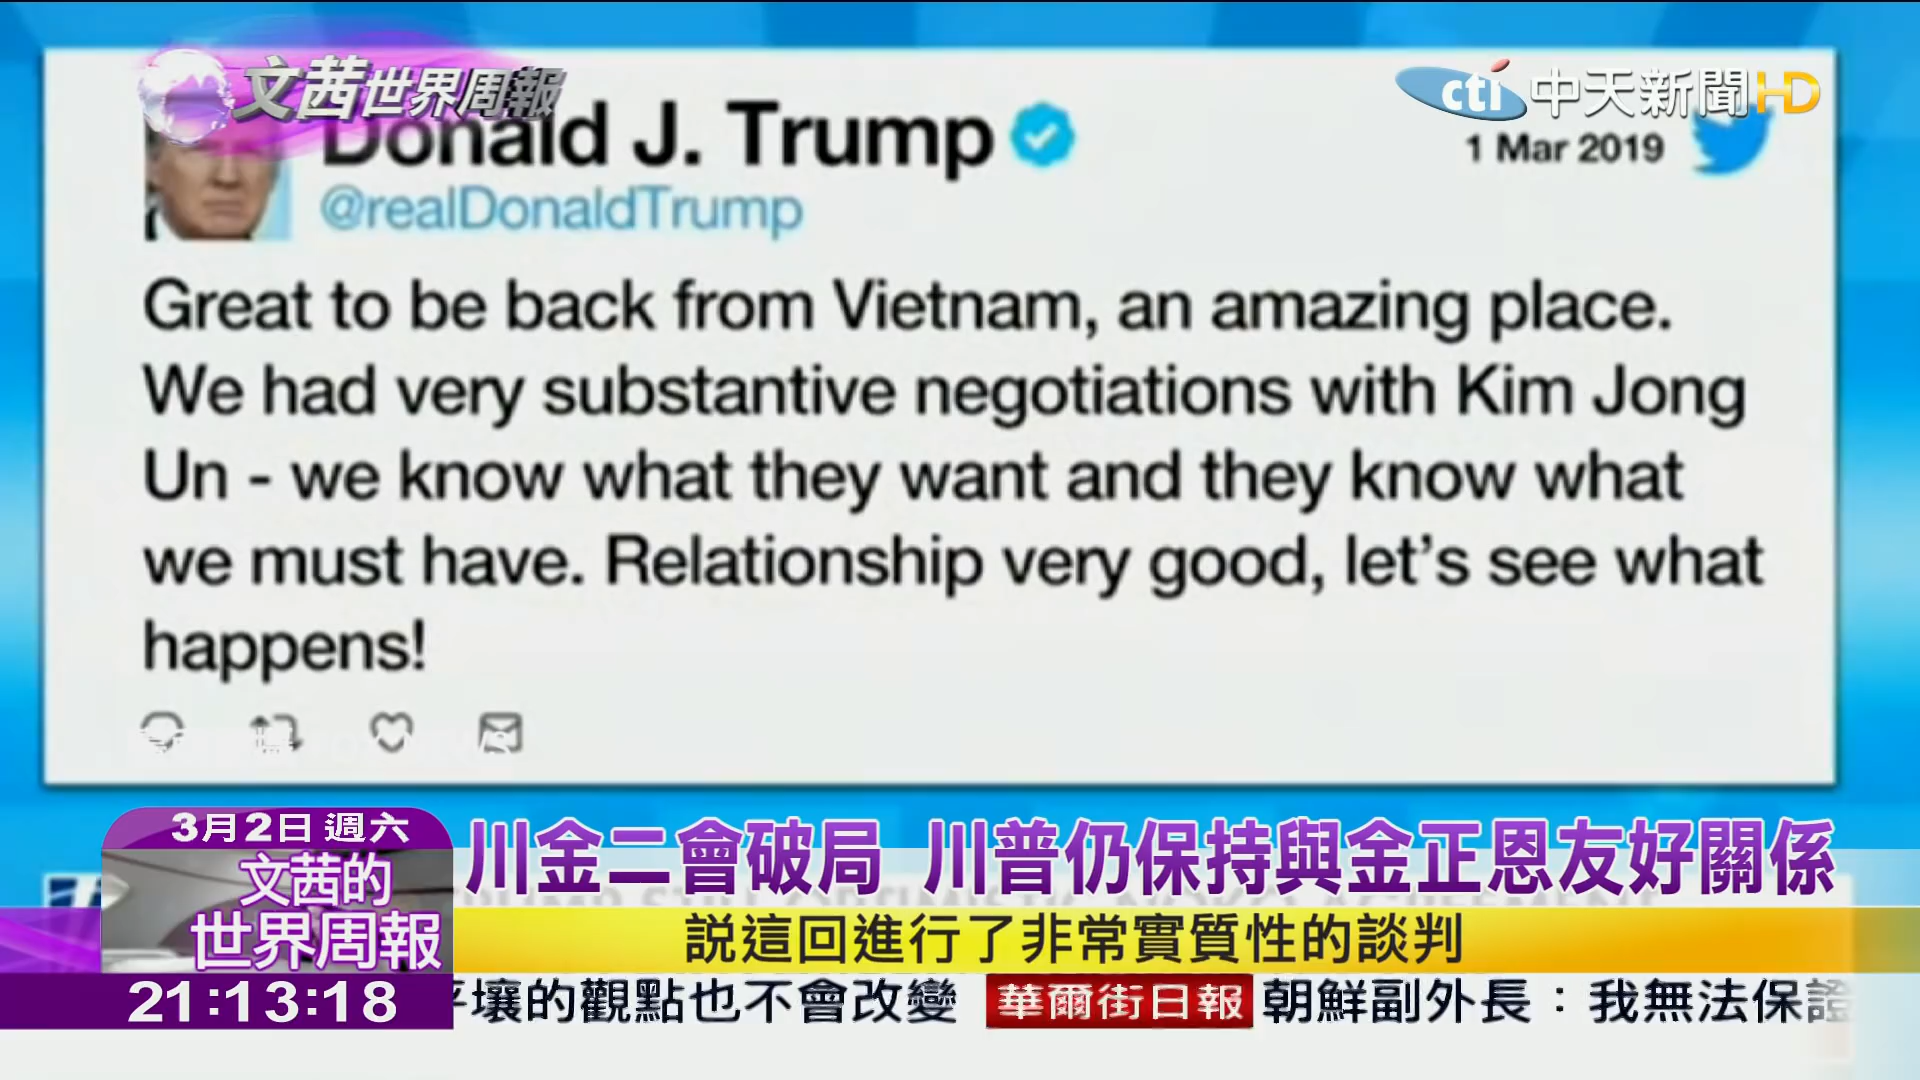 文茜世界周報
cti 中天新聞HD
Donald J. Trump
1 Mar 2019
@realDonaldTrump
Great to be back from Vietnam, an amazing place.
We had very substantive negotiations with Kim Jong
Un - we know what they want and they know what
we must have. Relationship very good, let's see what
happens!
3月2日 週六
文茜的
世界周報
川金二會破局 川普仍保持與金正恩友好關係
說這回進行了非常實質性的談判
21:13:18
壤的觀點也不會改變 華爾街日報 朝鮮副外長：我無法保證